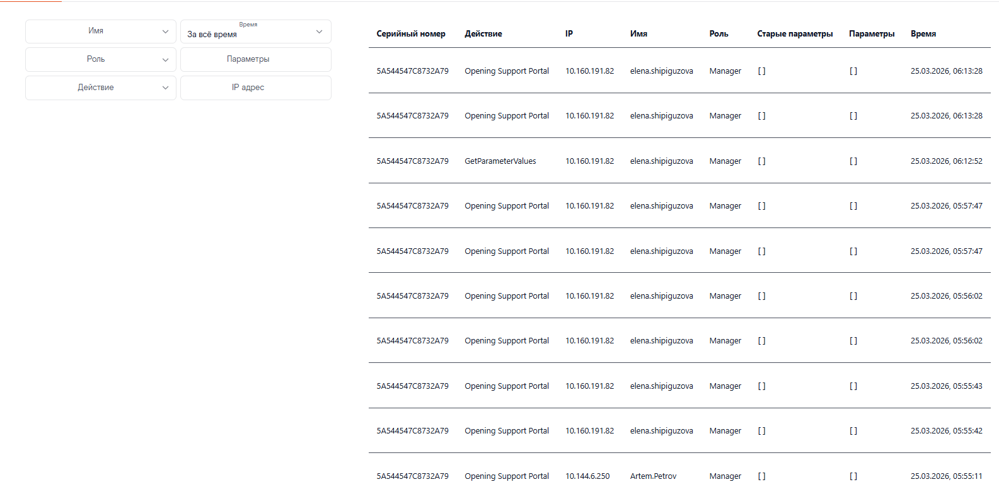 Имя
Время
За всё время
Роль
Параметры
Действие
IP адрес
Серийный номер Действие IP Имя Роль Старые параметры Параметры Время
5A544547C8732A79 Opening Support Portal 10.160.191.82 elena.shipiguzova Manager [ ] [ ] 25.03.2026, 06:13:28
5A544547C8732A79 Opening Support Portal 10.160.191.82 elena.shipiguzova Manager [ ] [ ] 25.03.2026, 06:13:28
5A544547C8732A79 GetParameterValues 10.160.191.82 elena.shipiguzova Manager [ ] [ ] 25.03.2026, 06:12:52
5A544547C8732A79 Opening Support Portal 10.160.191.82 elena.shipiguzova Manager [ ] [ ] 25.03.2026, 05:57:47
5A544547C8732A79 Opening Support Portal 10.160.191.82 elena.shipiguzova Manager [ ] [ ] 25.03.2026, 05:57:47
5A544547C8732A79 Opening Support Portal 10.160.191.82 elena.shipiguzova Manager [ ] [ ] 25.03.2026, 05:56:02
5A544547C8732A79 Opening Support Portal 10.160.191.82 elena.shipiguzova Manager [ ] [ ] 25.03.2026, 05:56:02
5A544547C8732A79 Opening Support Portal 10.160.191.82 elena.shipiguzova Manager [ ] [ ] 25.03.2026, 05:55:43
5A544547C8732A79 Opening Support Portal 10.160.191.82 elena.shipiguzova Manager [ ] [ ] 25.03.2026, 05:55:42
5A544547C8732A79 Opening Support Portal 10.144.6.250 Artem.Petrov Manager [ ] [ ] 25.03.2026, 05:55:11